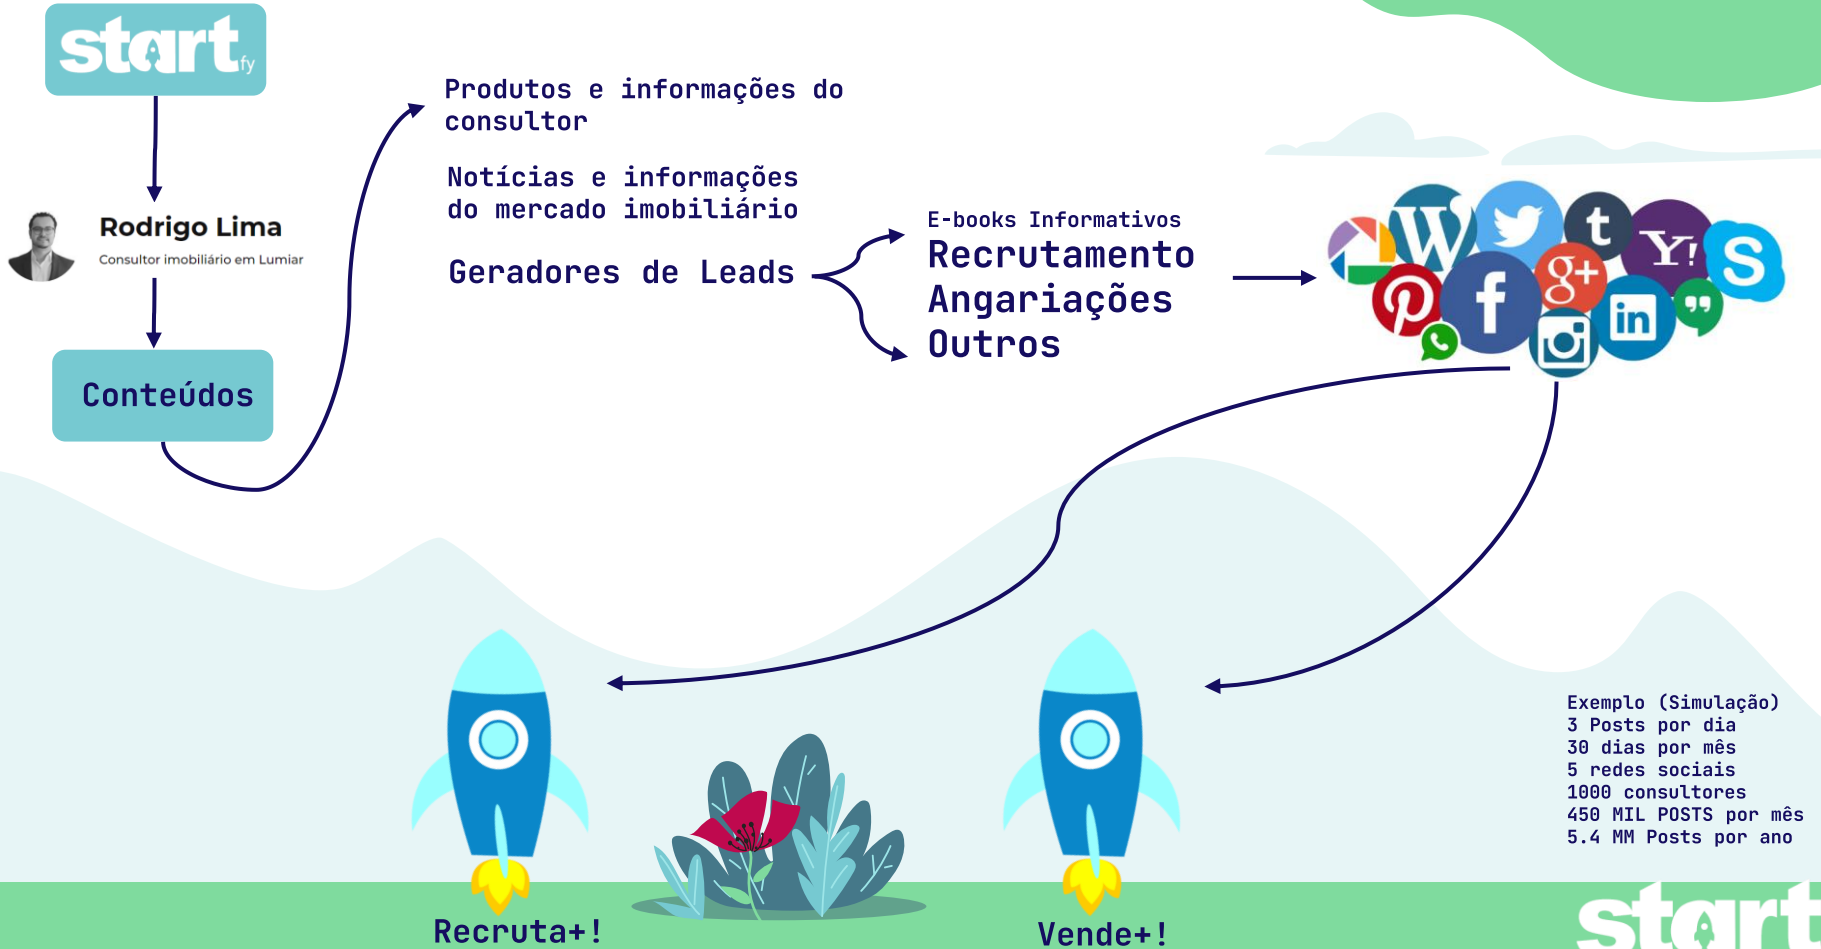 start
fy
Rodrigo Lima
Consultor imobiliário em Lumiar
Conteúdos
Produtos e informações do
consultor
Notícias e informações
do mercado imobiliário
Geradores de Leads
E-books Informativos
Recrutamento
Angariações
Outros
W
t
Y!
S
g+
f
in
Recruta+!
Vende+!
Exemplo (Simulação)
3 Posts por dia
30 dias por mês
5 redes sociais
1000 consultores
450 MIL POSTS por mês
5.4 MM Posts por ano
start